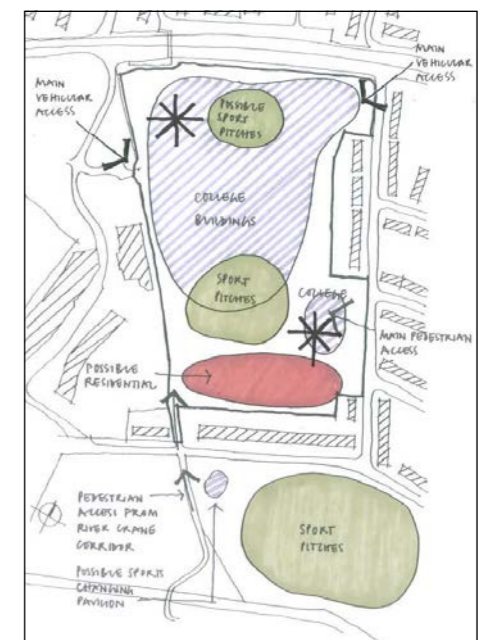 MAIN
VEHICULAR
ACCESS
MAIN
VEHICULAR
ACCESS
POSSIBLE
SPORT
PITCHES
COLLEGE
BUILDINGS
SPORT
PITCHES
COLLEGE
MAIN PEDESTRIAN
ACCESS
POSSIBLE
RESIDENTIAL
PEDESTRIAN
ACCESS FROM
RIVER CRANE
CORRIDOR
POSSIBLE SPORTS
CHANGING
PAVILION
SPORT
PITCHES